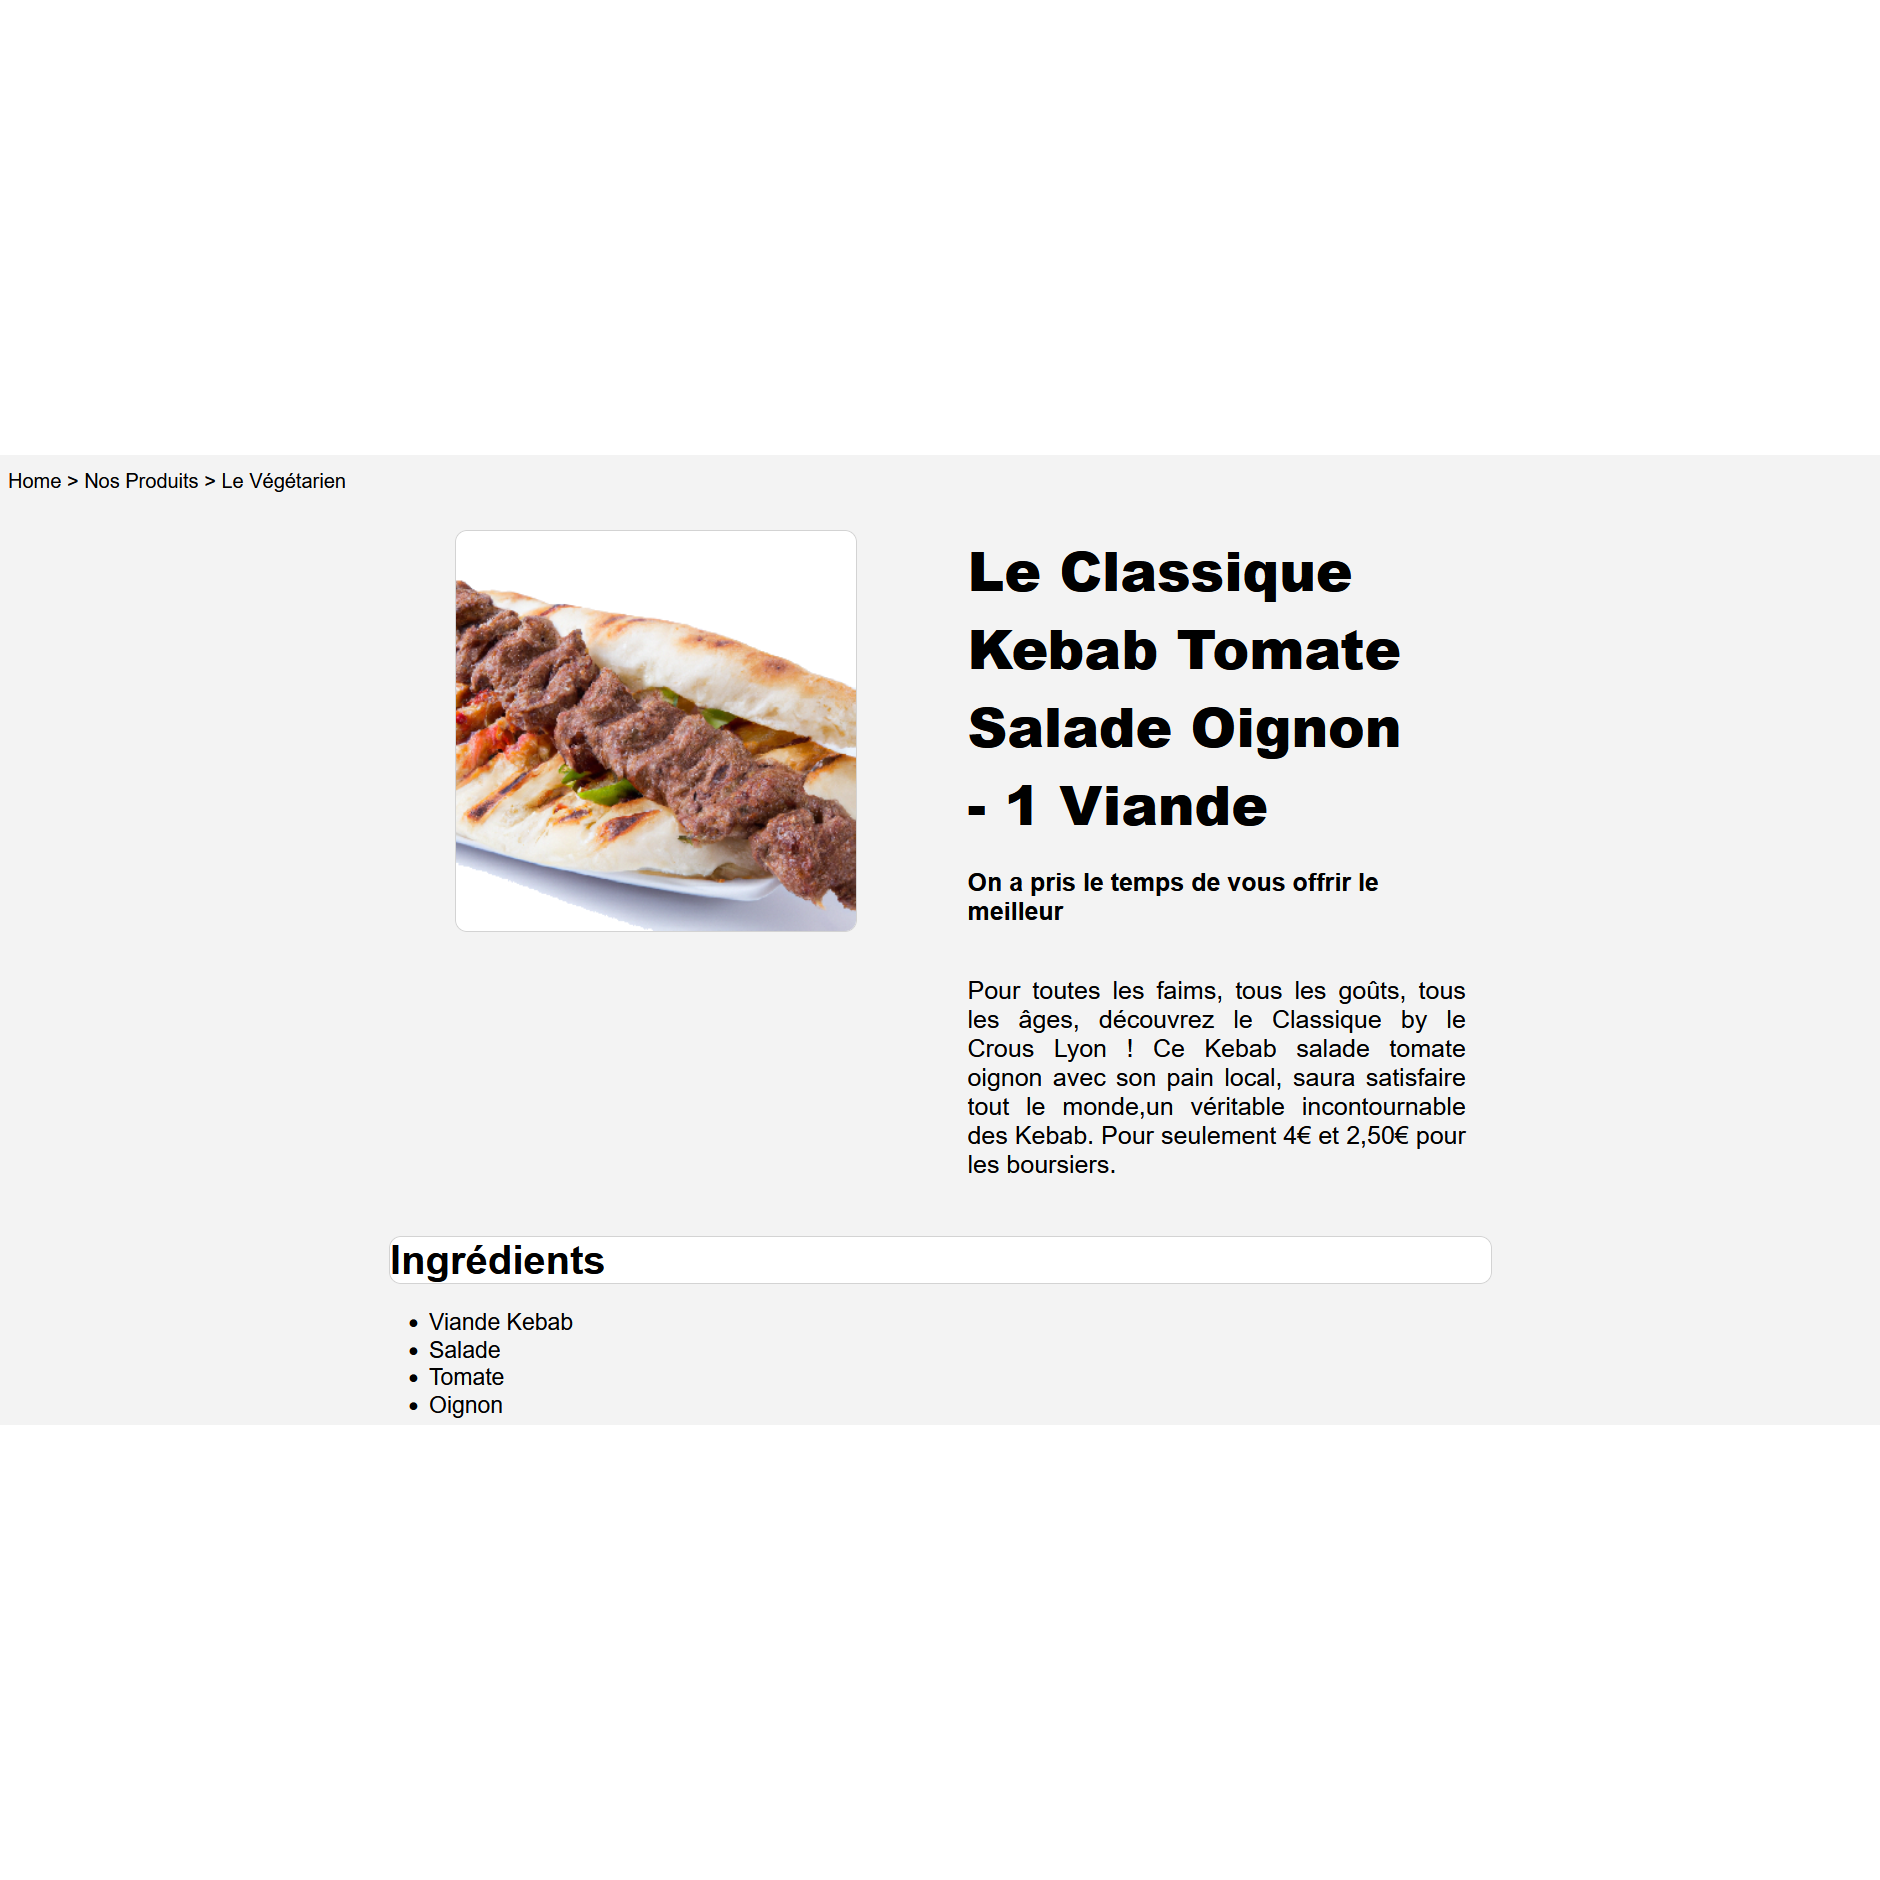 Home > Nos Produits > Le Végétarien
Le Classique
Kebab Tomate
Salade Oignon
- 1 Viande
On a pris le temps de vous offrir le
meilleur
Pour toutes les faims, tous les goûts, tous
les âges, découvrez le Classique by le
Crous Lyon ! Ce Kebab salade tomate
oignon avec son pain local, saura satisfaire
tout le monde,un véritable incontournable
des Kebab. Pour seulement 4€ et 2,50€ pour
les boursiers.
Ingrédients
• Viande Kebab
• Salade
• Tomate
• Oignon